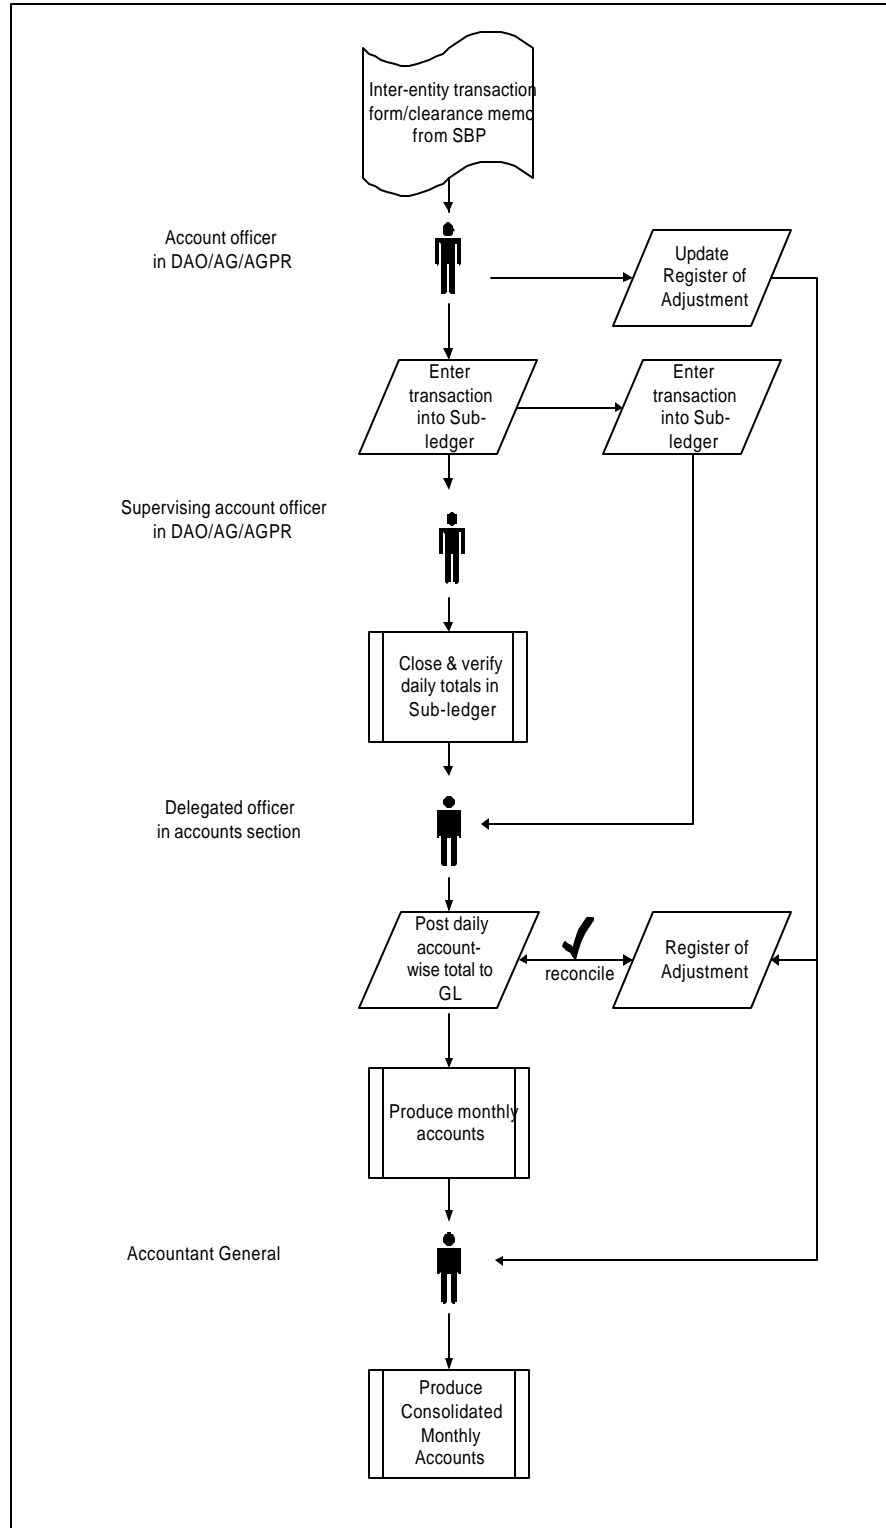 Inter-entity transaction
form/clearance memo
from SBP
Account officer
in DAO/AG/AGPR
Update
Register of
Adjustment
Enter
transaction
into Sub-
ledger
Enter
transaction
into Sub-
ledger
Supervising account officer
in DAO/AG/AGPR
Close & verify
daily totals in
Sub-ledger
Delegated officer
in accounts section
Post daily
account-
wise total to
GL
reconcile
Register of
Adjustment
Produce monthly
accounts
Accountant General
Produce
Consolidated
Monthly
Accounts